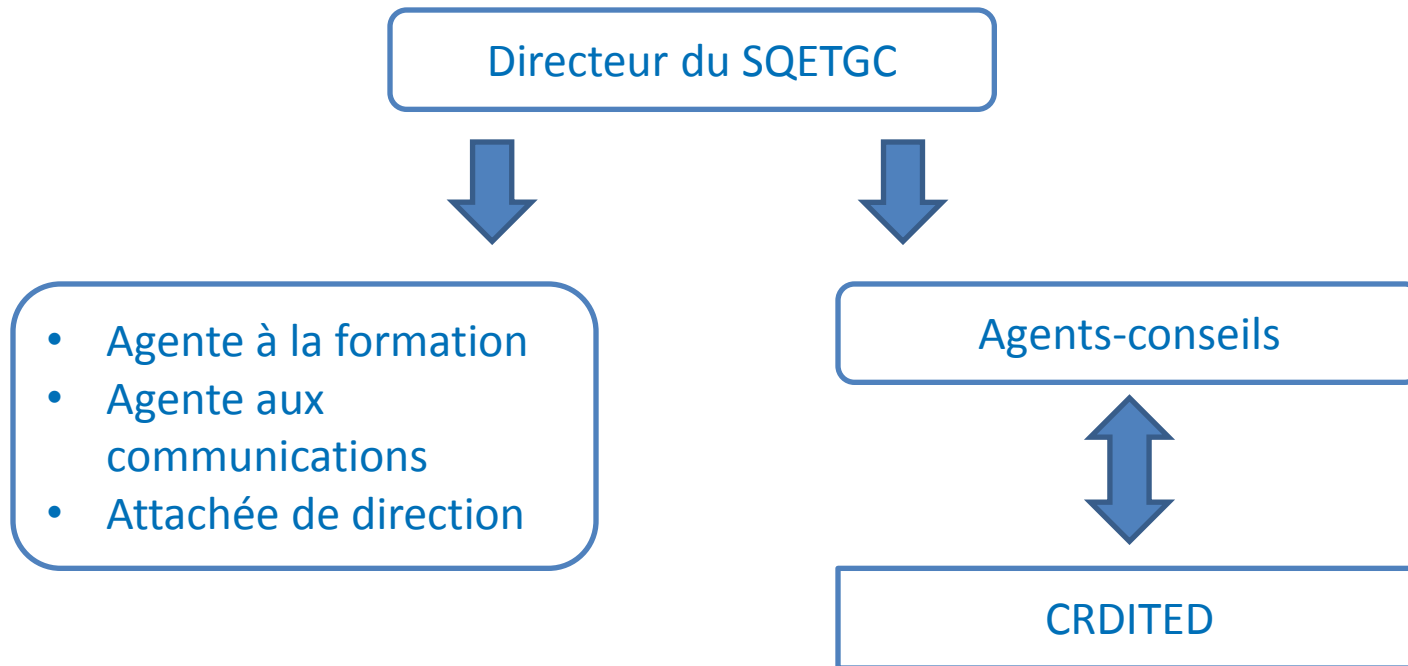 Directeur du SQETGC
• Agente à la formation
• Agente aux
communications
• Attachée de direction
Agents-conseils
CRDITED